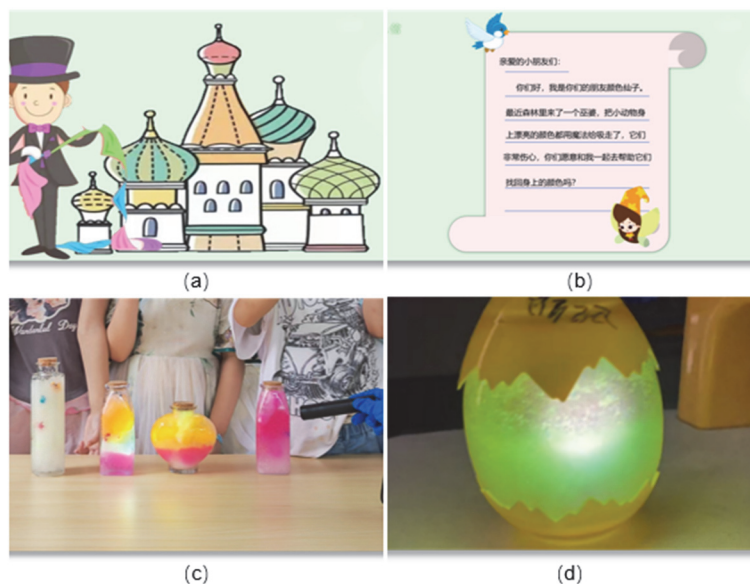 亲爱的小朋友们：
你们好，我是你们的朋友颜色仙子。
最近森林里来了一个巫婆，把小动物身
上漂亮的颜色都用魔法给吸走了，它们
非常伤心，你们愿意和我一起去帮助它们
找回身上的颜色吗？
(a)
(b)
Wonderful Day
(c)
(d)